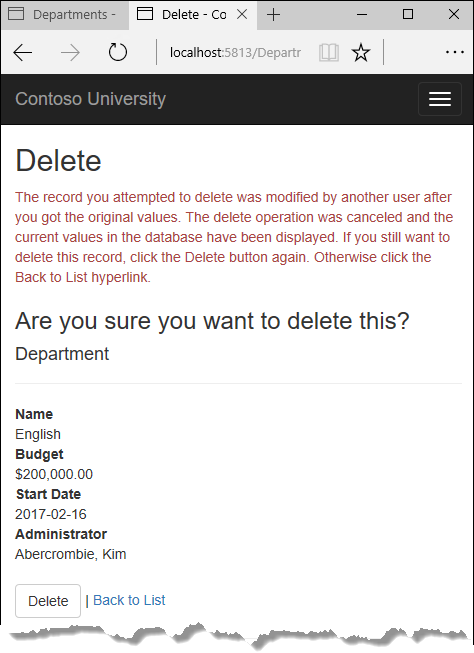 Departments -
Delete - Co
localhost:5813/Departr
Contoso University
Delete
The record you attempted to delete was modified by another user after
you got the original values. The delete operation was canceled and the
current values in the database have been displayed. If you still want to
delete this record, click the Delete button again. Otherwise click the
Back to List hyperlink.
Are you sure you want to delete this?
Department
Name
English
Budget
$200,000.00
Start Date
2017-02-16
Administrator
Abercrombie, Kim
Delete | Back to List